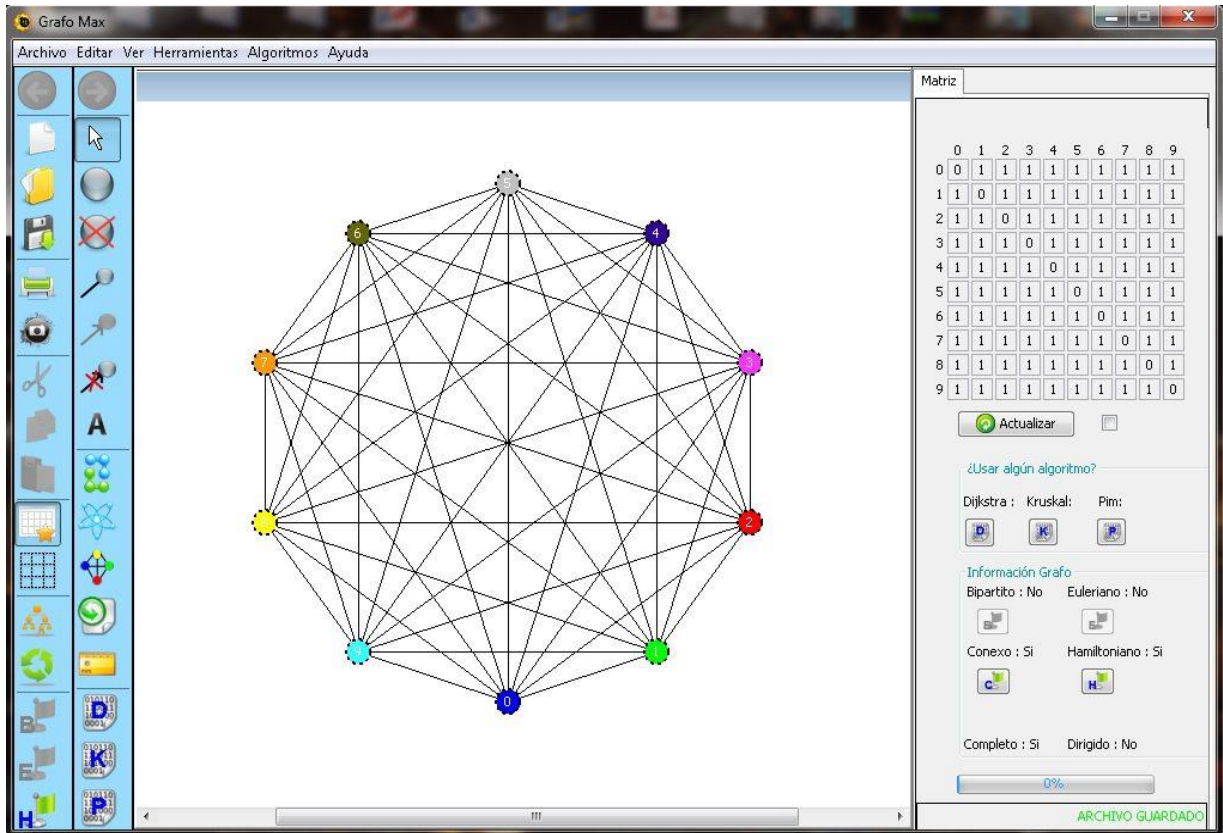 Grafo Max
Archivo Editar Ver Herramientas Algoritmos Ayuda
Matriz
0 1 2 3 4 5 6 7 8 9
0 0 1 1 1 1 1 1 1 1 1
1 1 0 1 1 1 1 1 1 1 1
2 1 1 0 1 1 1 1 1 1 1
3 1 1 1 0 1 1 1 1 1 1
4 1 1 1 1 0 1 1 1 1 1
5 1 1 1 1 1 0 1 1 1 1
6 1 1 1 1 1 1 0 1 1 1
7 1 1 1 1 1 1 1 0 1 1
8 1 1 1 1 1 1 1 1 0 1
9 1 1 1 1 1 1 1 1 1 0
5
6 4
7 3
2
9 1
0
Actualizar
¿Usar algún algoritmo?
Dijkstra : Kruskal: Pim:
D K P
Información Grafo
Bipartito : No Euleriano : No
B E
Conexo : Si Hamiltoniano : Si
C H
Completo : Si Dirigido : No
0%
ARCHIVO GUARDADO
A
D
B
K
E
P
H